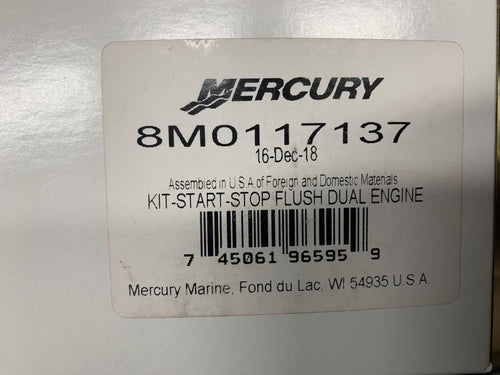 MERCURY
8M0117137
16-Dec-18
Assembled in U.S.A. of Foreign and Domestic Materials
KIT-START-STOP FLUSH DUAL ENGINE
7 45061 96595 9
Mercury Marine, Fond du Lac, WI 54935 U.S.A.